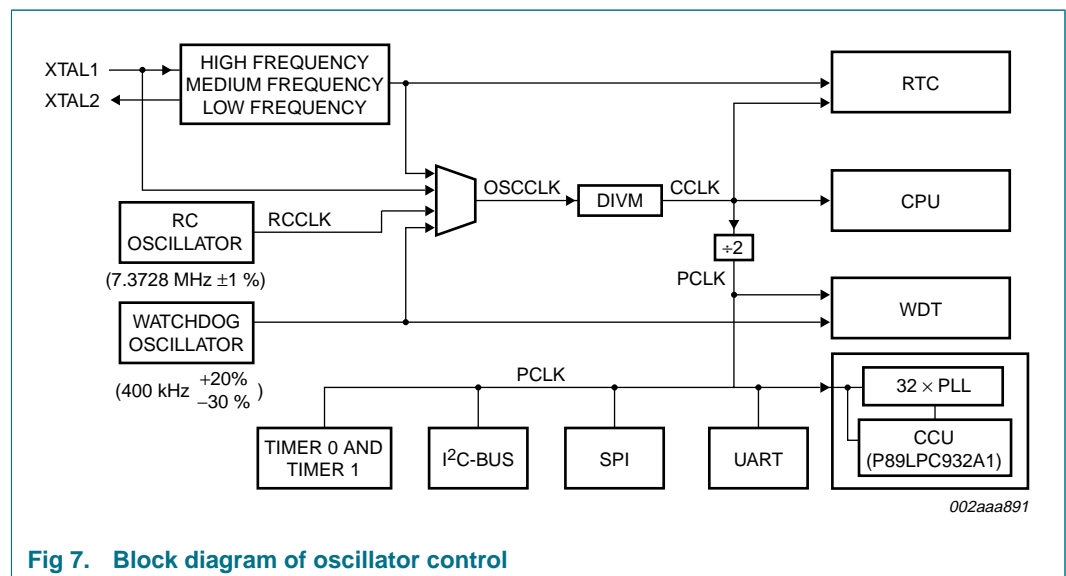 XTAL1
XTAL2
HIGH FREQUENCY
MEDIUM FREQUENCY
LOW FREQUENCY
RTC
OSCCLK
DIVM
CCLK
CPU
RC
OSCILLATOR
RCCLK
(7.3728 MHz ±1 %)
÷2
PCLK
WATCHDOG
OSCILLATOR
WDT
(400 kHz +20% −30 % )
PCLK
32 × PLL
CCU
(P89LPC932A1)
TIMER 0 AND
TIMER 1
I²C-BUS
SPI
UART
002aaa891
Fig 7. Block diagram of oscillator control